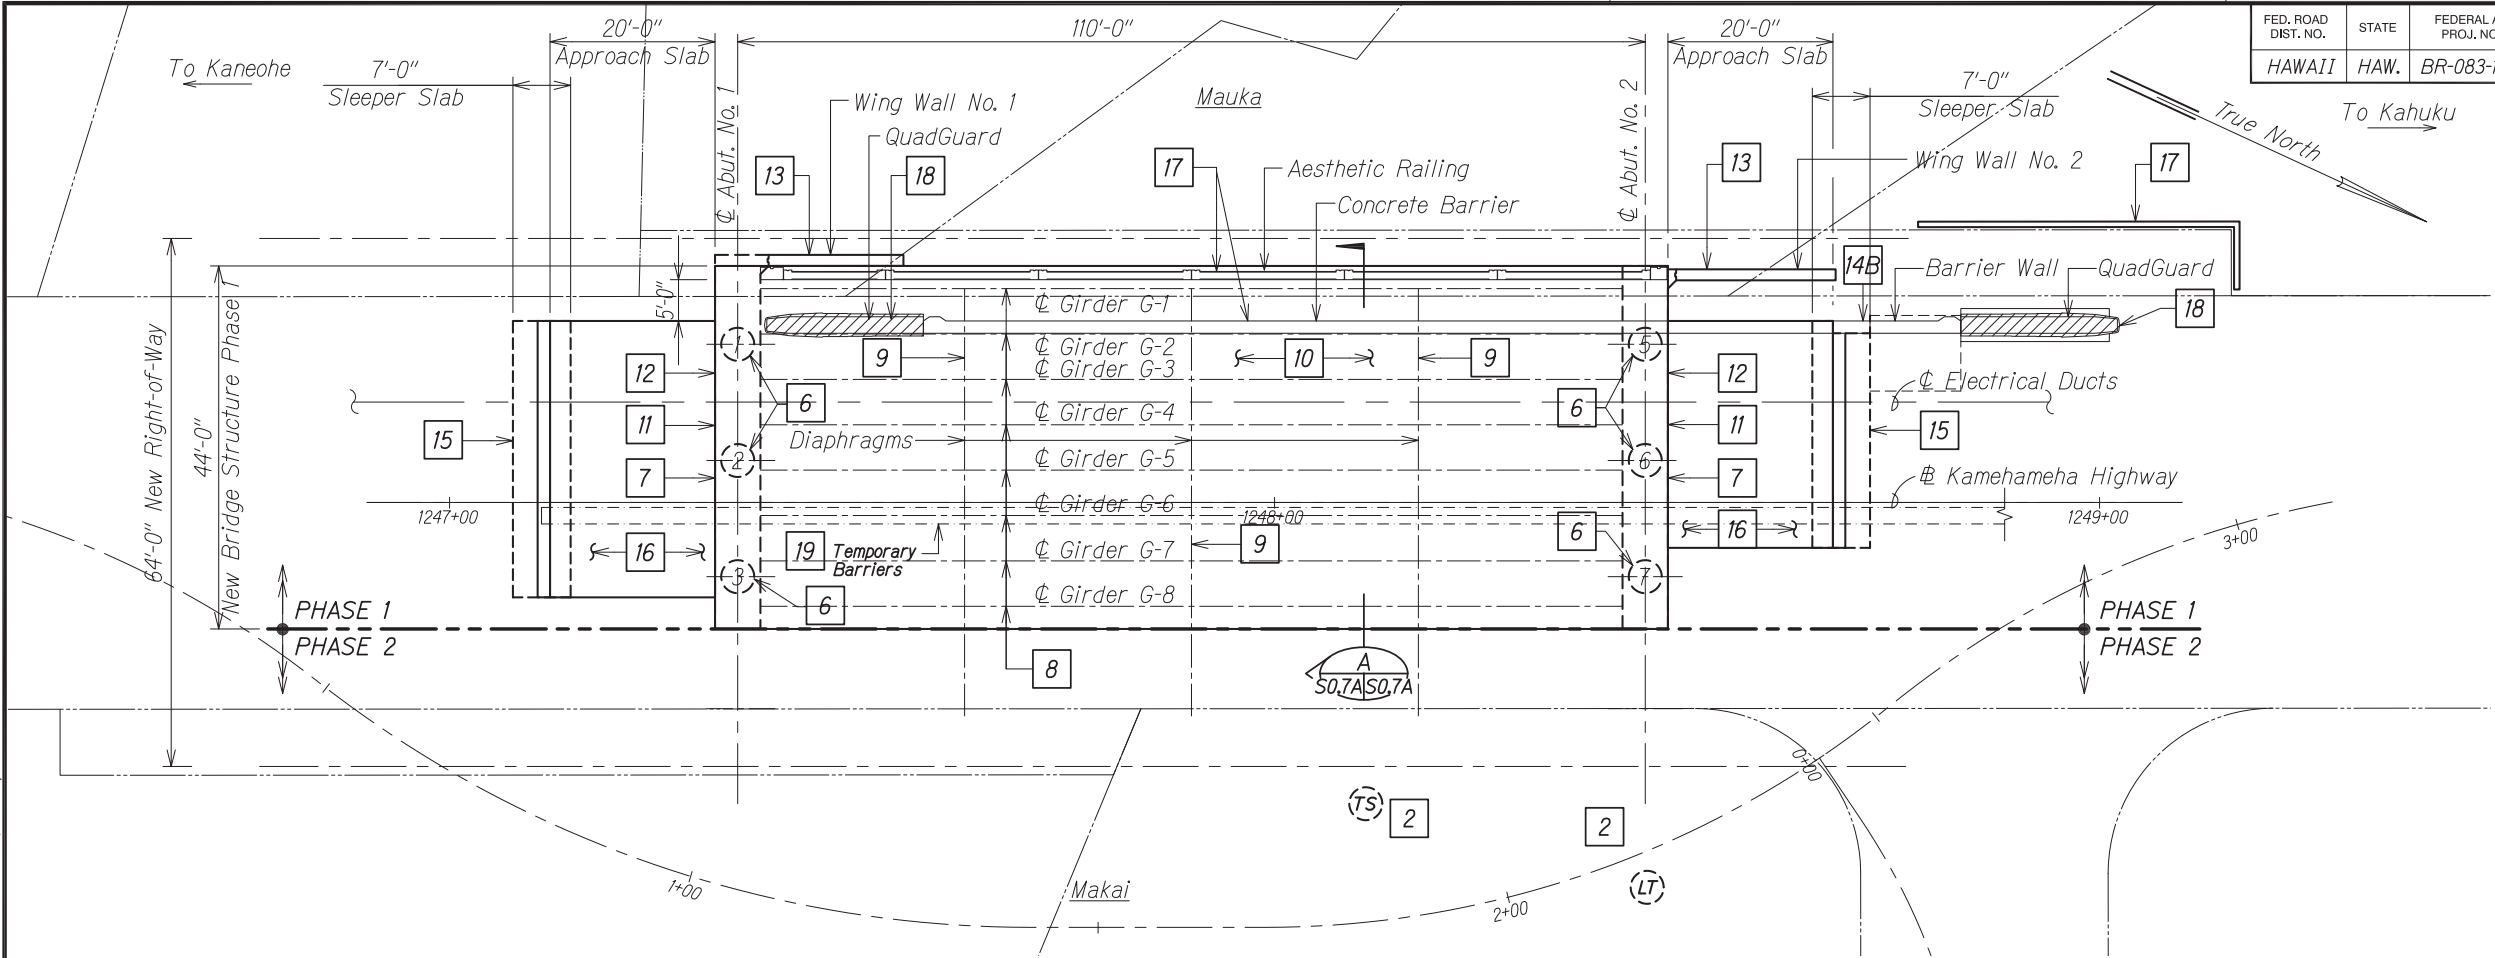 FED. ROAD DIST. NO.
STATE
FEDERAL A
PROJ. NO
HAWAII
HAW.
BR-083-1
20'-0"
Approach Slab
110'-0"
20'-0"
Approach Slab
To Kaneohe
7'-0"
Sleeper Slab
7'-0"
Sleeper Slab
To Kahuku
True North
℄ Abut. No. 1
℄ Abut. No. 2
Mauka
Wing Wall No. 1
QuadGuard
13
18
17
Aesthetic Railing
Concrete Barrier
13
Wing Wall No. 2
17
14B
Barrier Wall
QuadGuard
18
64'-0" New Right-of-Way
44'-0"
New Bridge Structure Phase 1
5'-0"
℄ Girder G-1
℄ Girder G-2
℄ Girder G-3
℄ Girder G-4
℄ Girder G-5
℄ Girder G-6
℄ Girder G-7
℄ Girder G-8
1
5
9
10
9
12
12
6
6
11
11
℄ Electrical Ducts
15
15
Diaphragms
2
6
7
7
B Kamehameha Highway
1247+00
1248+00
1249+00
16
19
Temporary
Barriers
9
6
16
3+00
3
7
6
PHASE 1
PHASE 2
PHASE 1
PHASE 2
8
A
S0.7A S0.7A
0+00
TS
2
2
LT
1+00
Makai
2+00